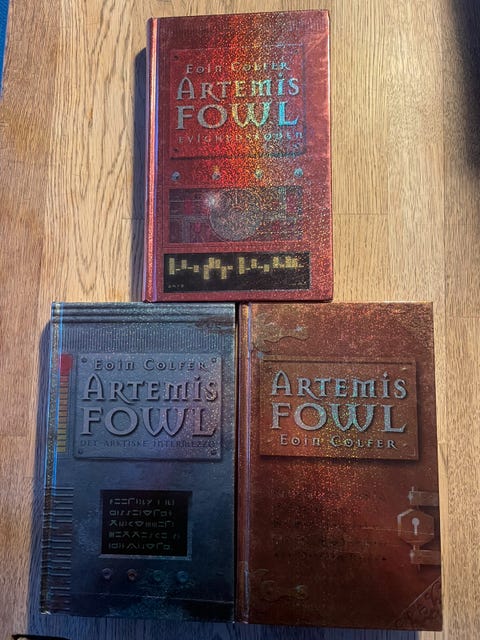 Eoin Colfer
Artemis
Fowl
Evighedskoden
Eoin Colfer
Artemis
Fowl
Det arktiske intermezzo
Artemis
Fowl
Eoin Colfer